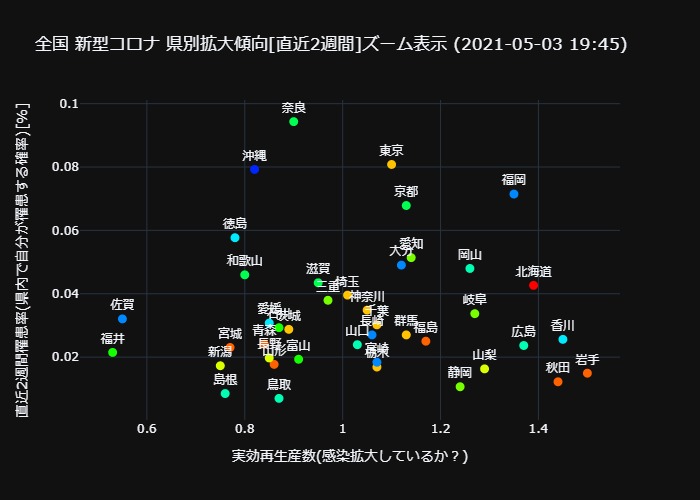 全国 新型コロナ 県別拡大傾向[直近2週間]ズーム表示 (2021-05-03 19:45)
直近2週間罹患率(県内で自分が罹患する確率)[%]
0.1
奈良
東京
沖縄
0.08
福岡
京都
徳島
0.06
愛知
大分
岡山
和歌山
滋賀
北海道
埼玉
三重
0.04
神奈川
佐賀
岐阜
愛媛
千葉
茨城
長崎
群馬
福島
山口
広島
香川
青森
宮城
福井
長野
富山
山形
宮崎
栃木
新潟
山梨
0.02
岩手
秋田
静岡
島根
鳥取
0.6
0.8
1
1.2
1.4
実効再生産数(感染拡大しているか？)